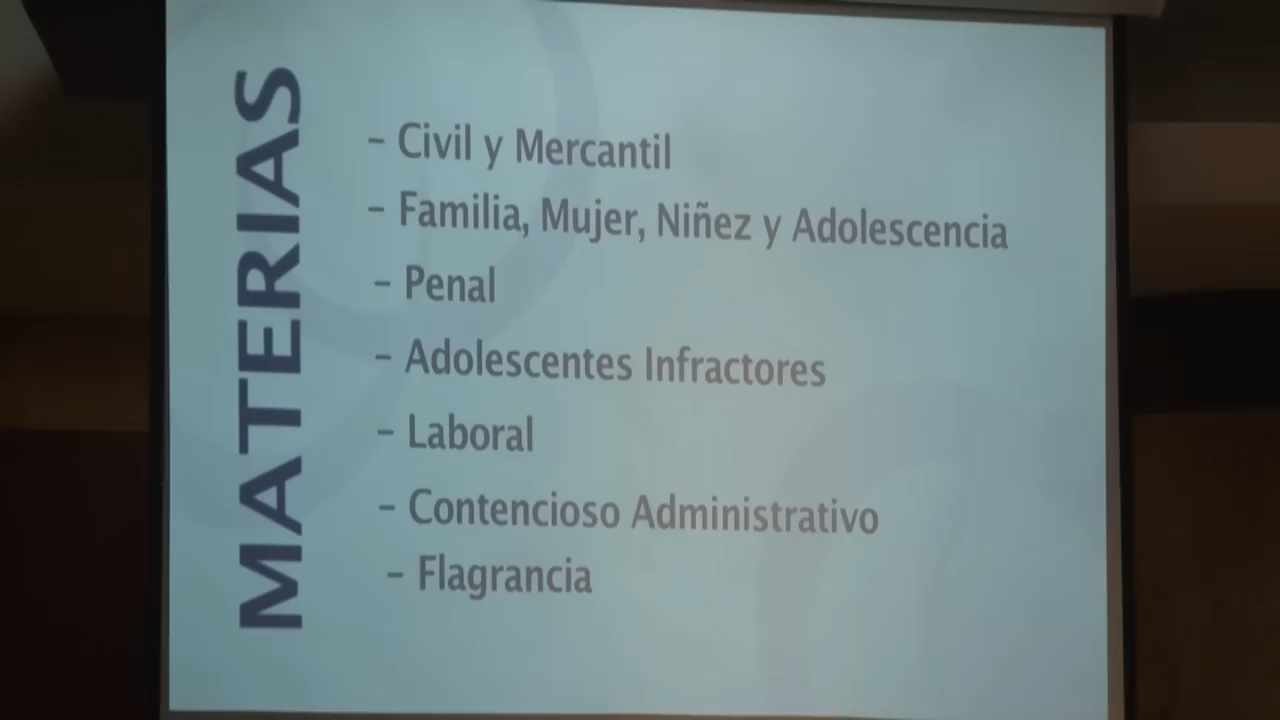 MATERIAS
- Civil y Mercantil
- Familia, Mujer, Niñez y Adolescencia
- Penal
- Adolescentes Infractores
- Laboral
- Contencioso Administrativo
- Flagrancia